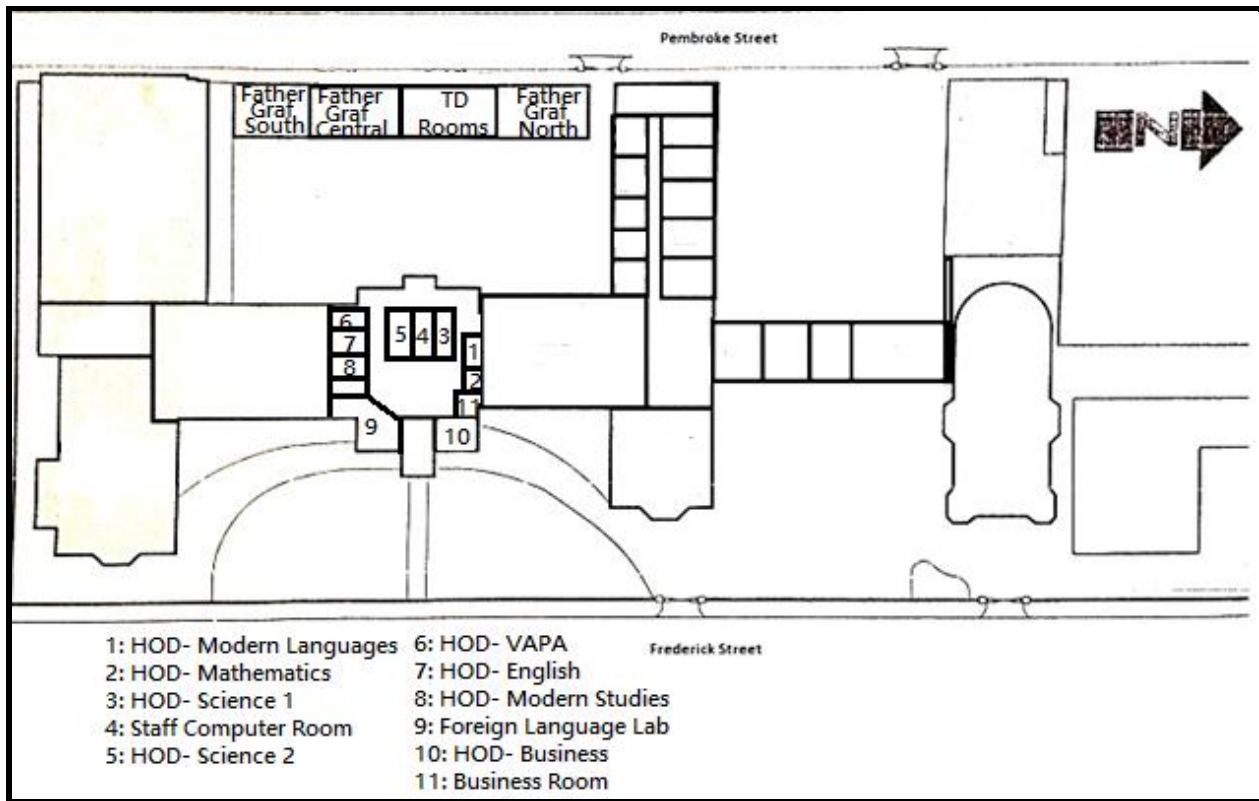 Pembroke Street
Father Graf South
Father Graf Central
TD Rooms
Father Graf North
N
6
7
8
5
4
3
1
2
11
9
10
1: HOD- Modern Languages
2: HOD- Mathematics
3: HOD- Science 1
4: Staff Computer Room
5: HOD- Science 2
6: HOD- VAPA
7: HOD- English
8: HOD- Modern Studies
9: Foreign Language Lab
10: HOD- Business
11: Business Room
Frederick Street